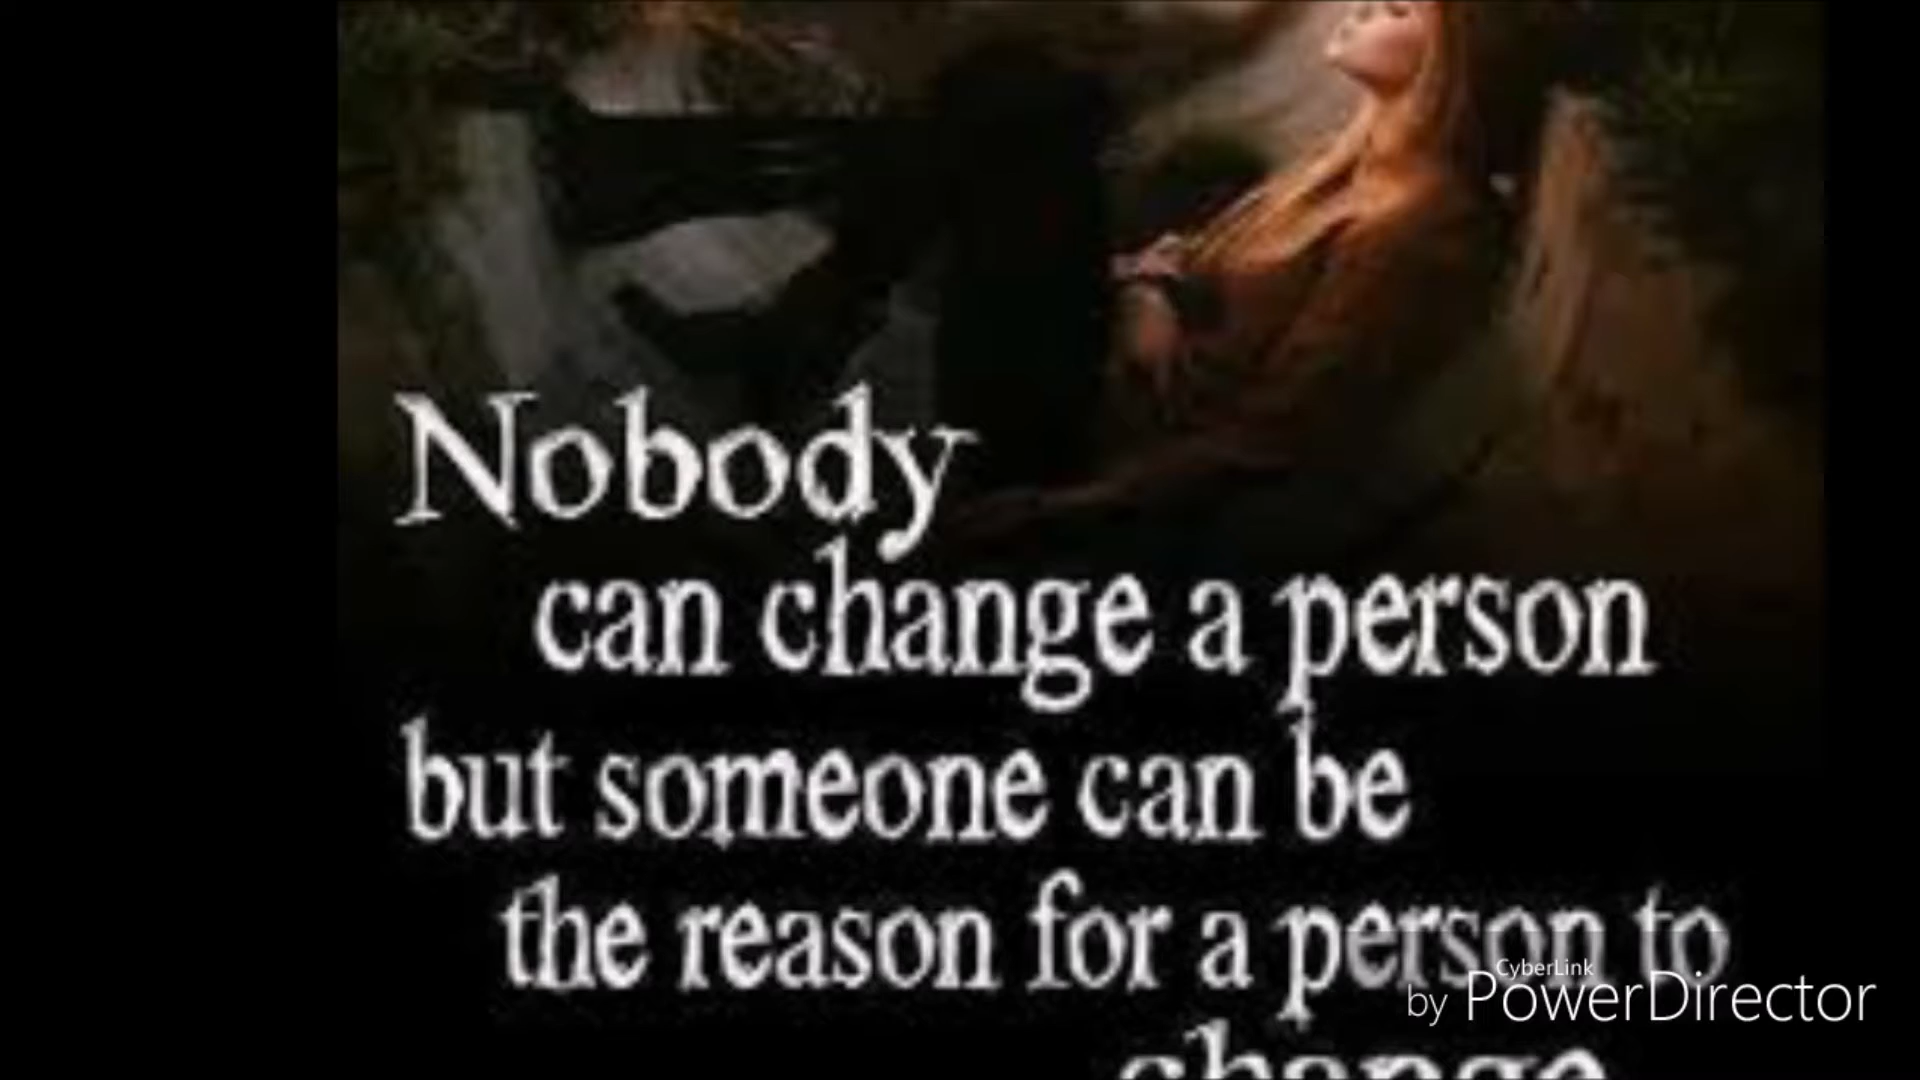 Nobody
can change a person
but someone can be
the reason for a person to
change
CyberLink
by PowerDirector